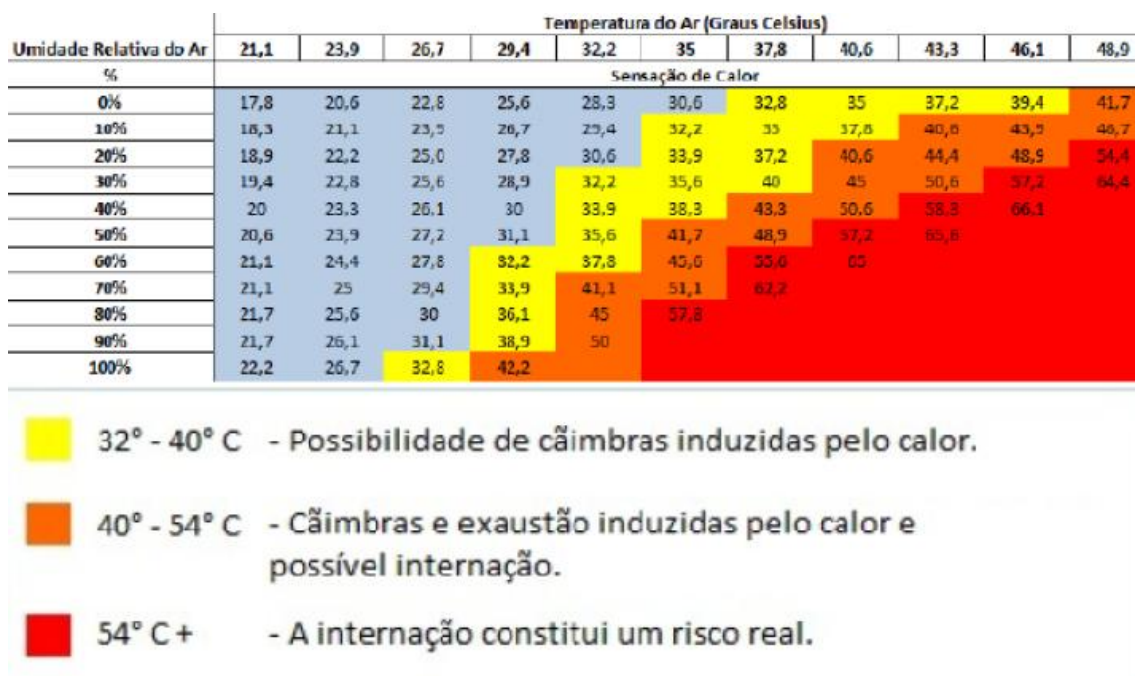 Temperatura do Ar (Graus Celsius)
Umidade Relativa do Ar 21,1 23,9 26,7 29,4 32,2 35 37,8 40,6 43,3 46,1 48,9
% Sensação de Calor
0% 17,8 20,6 22,8 25,6 28,3 30,6 32,8 35 37,2 39,4 41,7
10% 18,3 21,1 23,9 26,7 29,4 32,2 35 37,8 40,6 43,9 46,7
20% 18,9 22,2 25,0 27,8 30,6 33,9 37,2 40,6 44,4 48,9 54,4
30% 19,4 22,8 25,6 28,9 32,2 35,6 40 45 50,6 57,2 64,4
40% 20 23,3 26,1 30 33,9 38,3 43,3 50,6 58,3 66,1
50% 20,6 23,9 27,2 31,1 35,6 41,7 48,9 57,2 65,6
60% 21,1 24,4 27,8 32,2 37,8 45,6 55,6 65
70% 21,1 25 29,4 33,9 41,1 51,1 62,2
80% 21,7 25,6 30 36,1 45 57,8
90% 21,7 26,1 31,1 38,9 50
100% 22,2 26,7 32,8 42,2
32° - 40° C - Possibilidade de cãimbras induzidas pelo calor.
40° - 54° C - Cãimbras e exaustão induzidas pelo calor e
possível internação.
54° C + - A internação constitui um risco real.